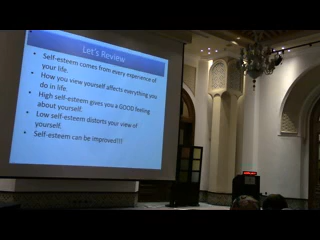 Let's Review
• Self-esteem comes from every experience of
your life.
• How you view yourself affects everything you
do in life.
• High self-esteem gives you a GOOD feeling
about yourself.
• Low self-esteem distorts your view of
yourself.
• Self-esteem can be improved!!!